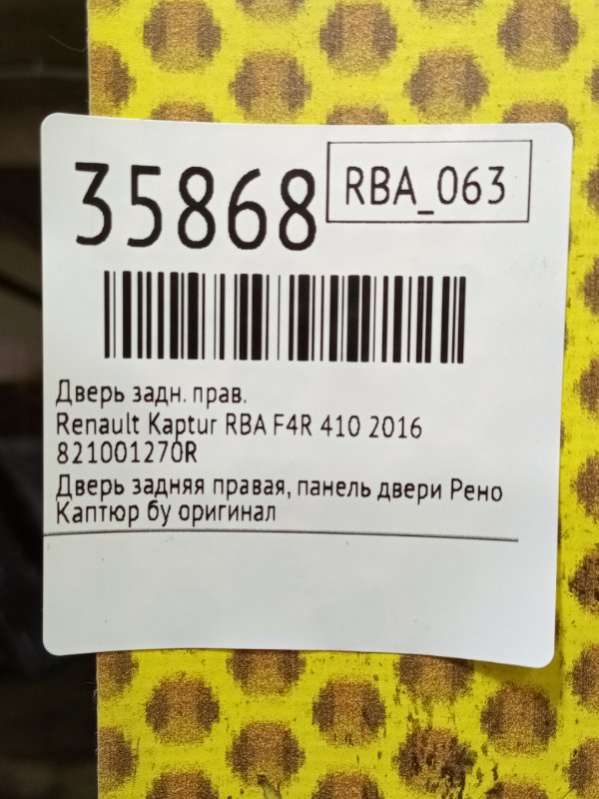 35868
RBA_063
Дверь задн. прав.
Renault Kaptur RBA F4R 410 2016
821001270R
Дверь задняя правая, панель двери Рено
Каптюр бу оригинал